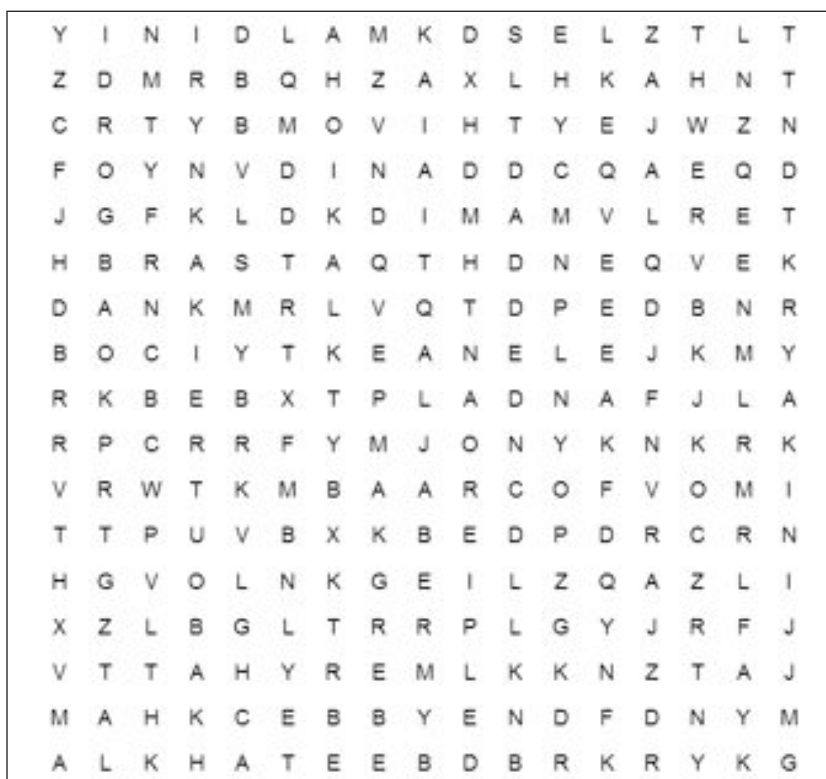 Y I N I D L A M K D S E L Z T L T
Z D M R B Q H Z A X L H K A H N T
C R T Y B M O V I H T Y E J W Z N
F O Y N V D I N A D D C Q A E Q D
J G F K L D K D I M A M V L R E T
H B R A S T A Q T H D N E Q V E K
D A N K M R L V Q T D P E D B N R
B O C I Y T K E A N E L E J K M Y
R K B E B X T P L A D N A F J L A
R P C R R F Y M J O N Y K N K R K
V R W T K M B A A R C O F V O M I
T T P U V B X K B E D P D R C R N
H G V O L N K G E I L Z Q A Z L I
X Z L B G L T R R P L G Y J R F J
V T T A H Y R E M L K K N Z T A J
M A H K C E B B Y E N D F D N Y M
A L K H A T E E B D B R K R Y K G